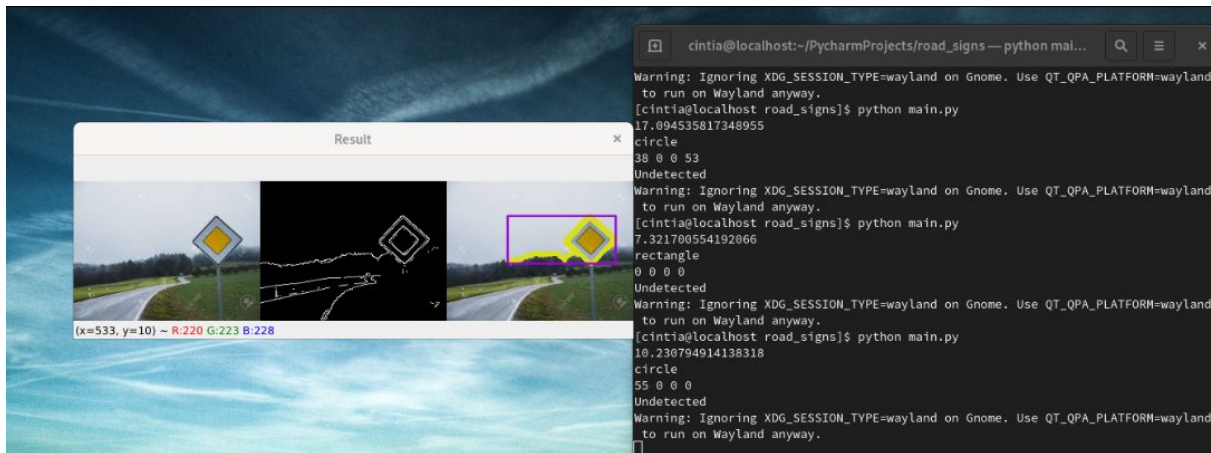 Result
×
(x=533, y=10) ~ R:220 G:223 B:228
cintia@localhost:~/PycharmProjects/road_signs — python mai...
×
Warning: Ignoring XDG_SESSION_TYPE=wayland on Gnome. Use QT_QPA_PLATFORM=wayland
to run on Wayland anyway.
[cintia@localhost road_signs]$ python main.py
17.094535817348955
circle
38 0 0 53
Undetected
Warning: Ignoring XDG_SESSION_TYPE=wayland on Gnome. Use QT_QPA_PLATFORM=wayland
to run on Wayland anyway.
[cintia@localhost road_signs]$ python main.py
7.321700554192066
rectangle
0 0 0 0
Undetected
Warning: Ignoring XDG_SESSION_TYPE=wayland on Gnome. Use QT_QPA_PLATFORM=wayland
to run on Wayland anyway.
[cintia@localhost road_signs]$ python main.py
10.230794914138318
circle
55 0 0 0
Undetected
Warning: Ignoring XDG_SESSION_TYPE=wayland on Gnome. Use QT_QPA_PLATFORM=wayland
to run on Wayland anyway.